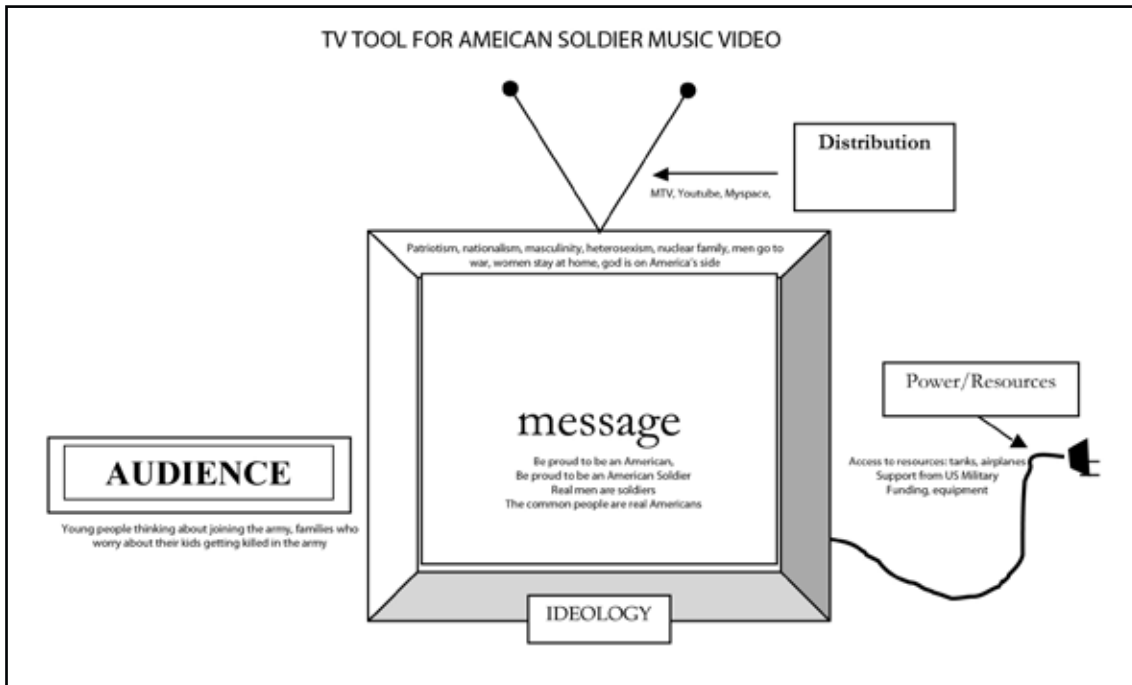 TV TOOL FOR AMEICAN SOLDIER MUSIC VIDEO
Distribution
MTV, Youtube, Myspace,
Patriotism, nationalism, masculinity, heterosexism, nuclear family, men go to
war, women stay at home, god is on America's side
Power/Resources
message
Be proud to be an American,
Be proud to be an American Soldier
Real men are soldiers
The common people are real Americans
Access to resources: tanks, airplanes
Support from US Military
Funding, equipment
AUDIENCE
Young people thinking about joining the army, families who
worry about their kids getting killed in the army
IDEOLOGY